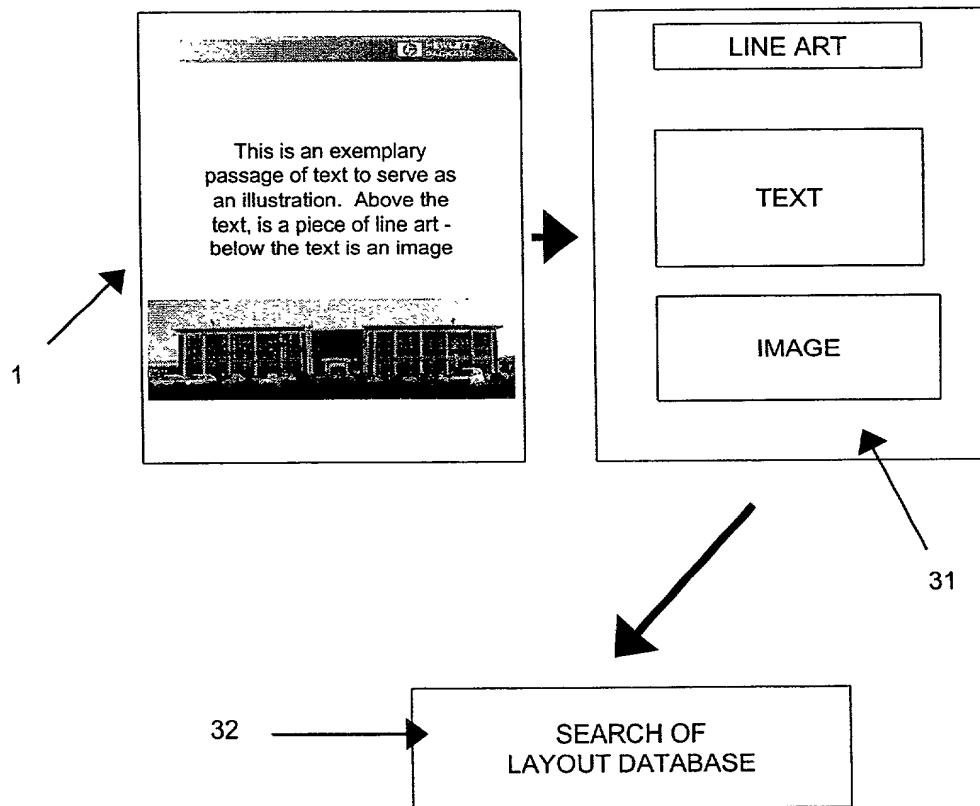 LINE ART
This is an exemplary
passage of text to serve as
an illustration. Above the
text, is a piece of line art -
below the text is an image
TEXT
IMAGE
1
31
32
SEARCH OF
LAYOUT DATABASE